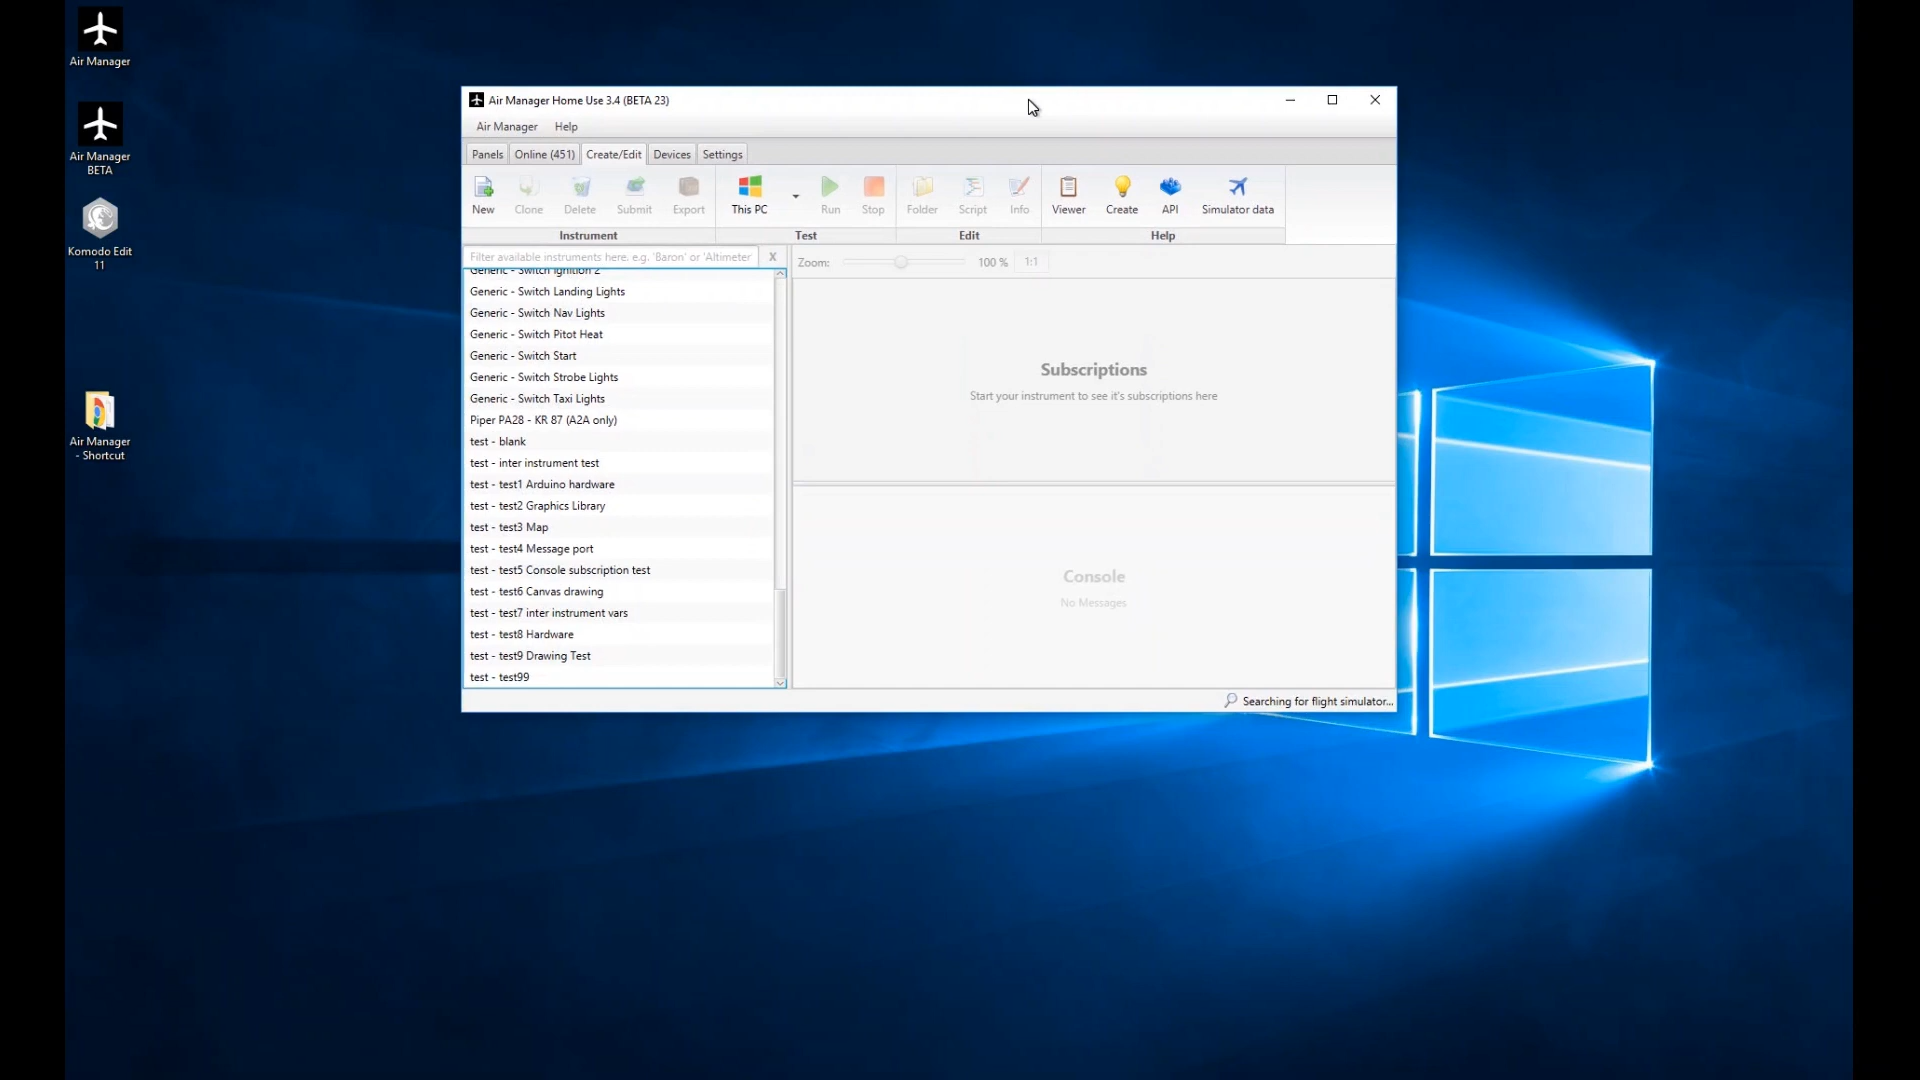 Air Manager
Air Manager
BETA
Komodo Edit
11
Air Manager
- Shortcut
Air Manager Home Use 3.4 (BETA 23)
Air Manager Help
Panels Online (451) Create/Edit Devices Settings
New Clone Delete Submit Export This PC Run Stop Folder Script Info Viewer Create API Simulator data
Instrument Test Edit Help
Filter available instruments here. e.g. 'Baron' or 'Altimeter' X
Zoom: 100 % 1:1
Generic - Switch Ignition 2
Generic - Switch Landing Lights
Generic - Switch Nav Lights
Generic - Switch Pitot Heat
Generic - Switch Start
Generic - Switch Strobe Lights
Generic - Switch Taxi Lights
Piper PA28 - KR 87 (A2A only)
test - blank
test - inter instrument test
test - test1 Arduino hardware
test - test2 Graphics Library
test - test3 Map
test - test4 Message port
test - test5 Console subscription test
test - test6 Canvas drawing
test - test7 inter instrument vars
test - test8 Hardware
test - test9 Drawing Test
test - test99
Subscriptions
Start your instrument to see it's subscriptions here
Console
No Messages
Searching for flight simulator...